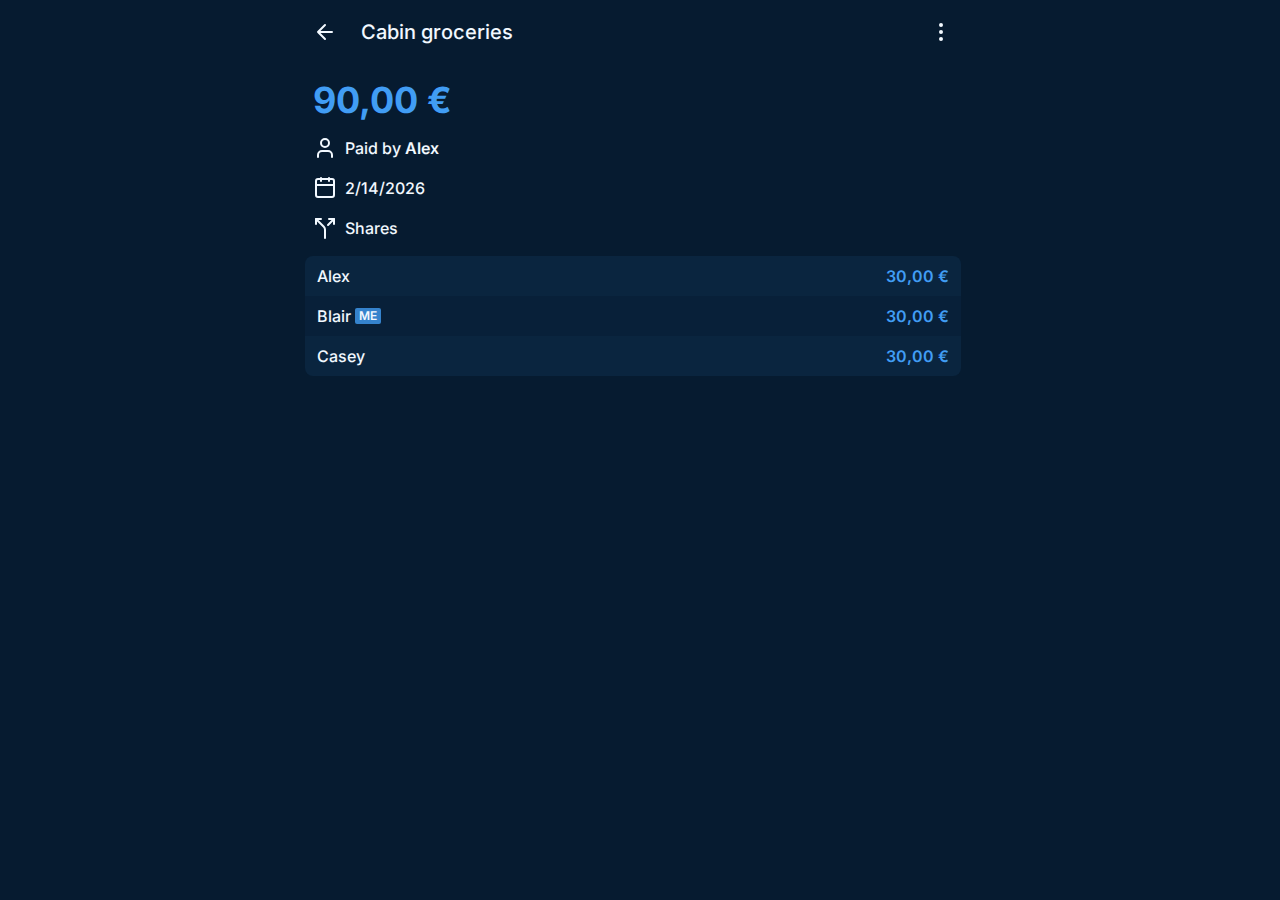 Cabin groceries
90,00 €
Paid by Alex
2/14/2026
Shares
Alex 30,00 €
Blair ME 30,00 €
Casey 30,00 €